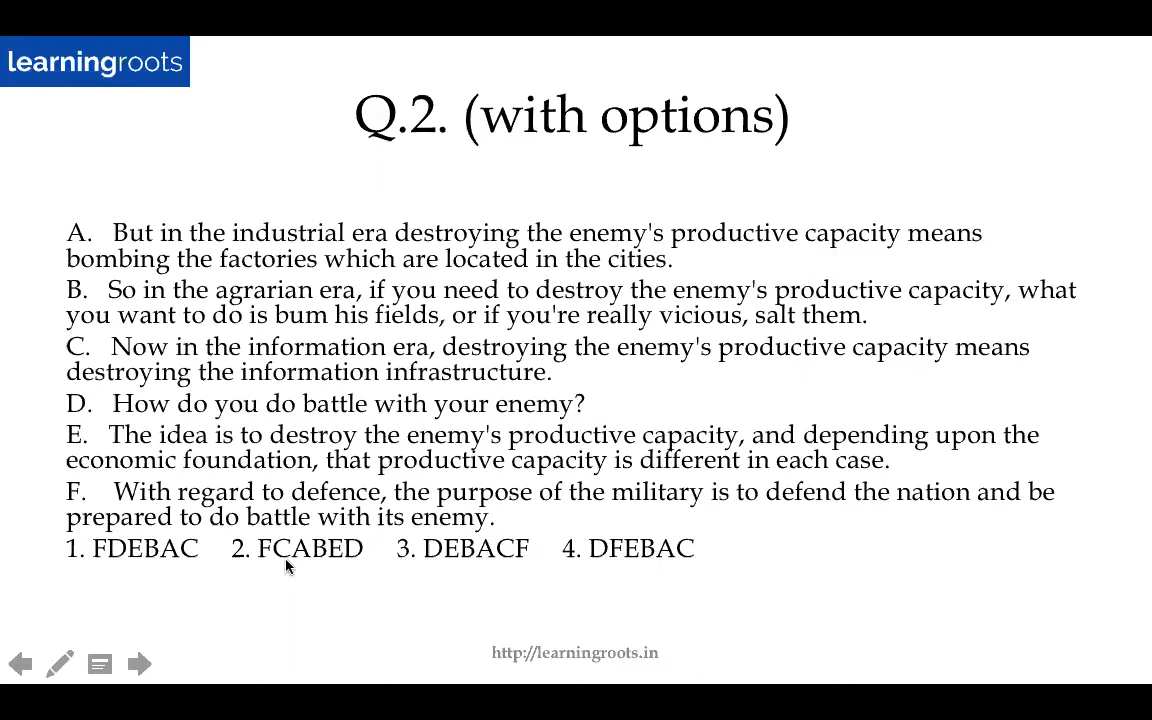 learningroots
Q.2. (with options)
A. But in the industrial era destroying the enemy's productive capacity means
bombing the factories which are located in the cities.
B. So in the agrarian era, if you need to destroy the enemy's productive capacity, what
you want to do is bum his fields, or if you're really vicious, salt them.
C. Now in the information era, destroying the enemy's productive capacity means
destroying the information infrastructure.
D. How do you do battle with your enemy?
E. The idea is to destroy the enemy's productive capacity, and depending upon the
economic foundation, that productive capacity is different in each case.
F. With regard to defence, the purpose of the military is to defend the nation and be
prepared to do battle with its enemy.
1. FDEBAC 2. FCABED 3. DEBACF 4. DFEBAC
http://learningroots.in